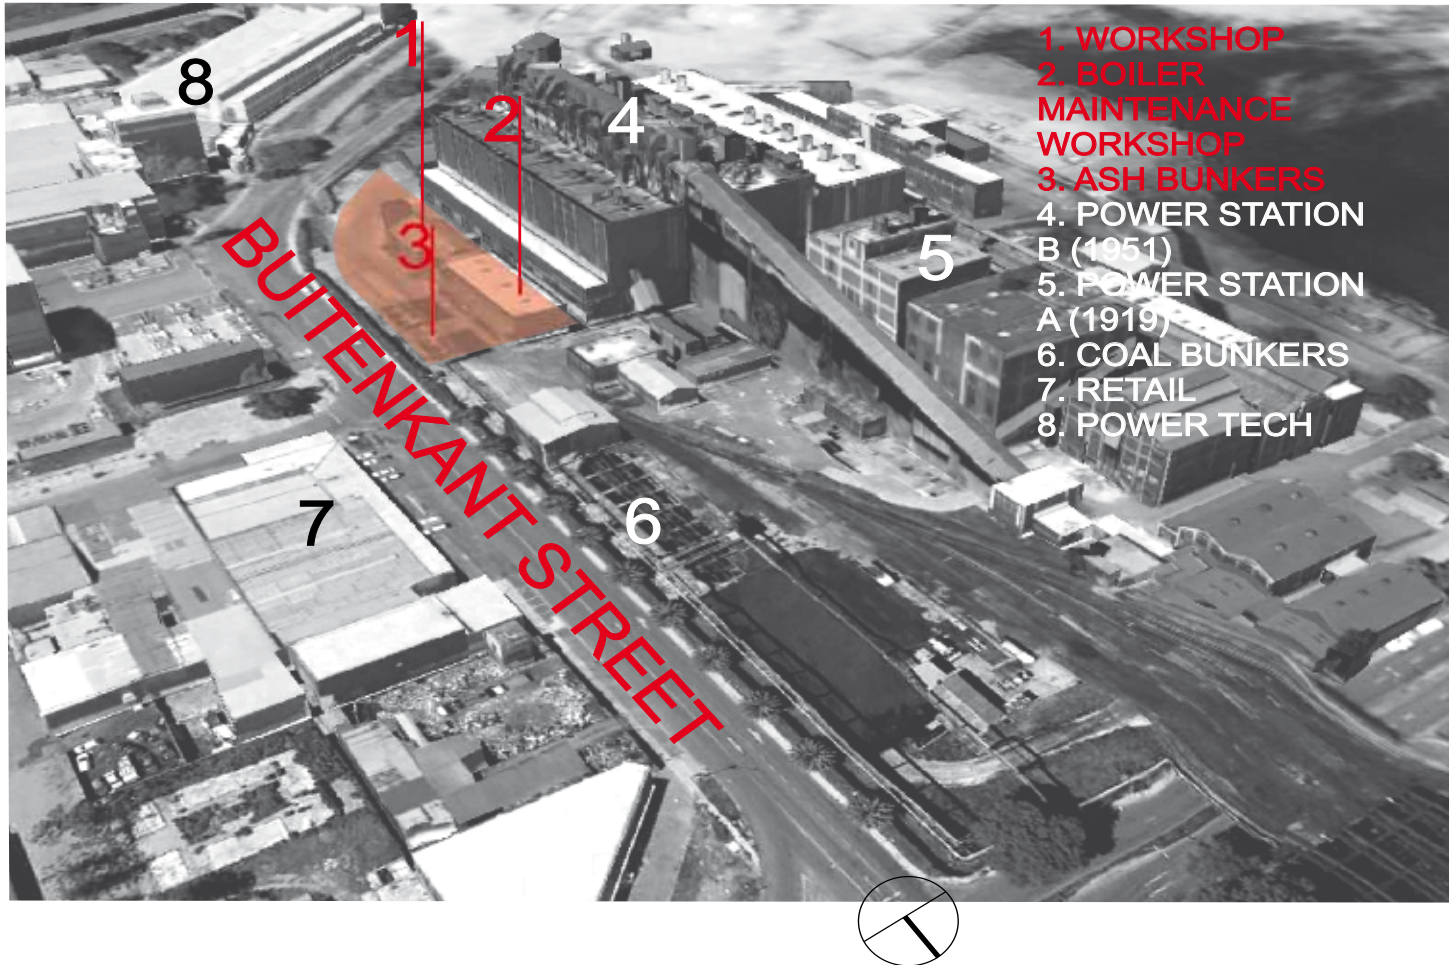 1
2
3
4
5
6
7
8
BUITENKANT STREET
1. WORKSHOP
2. BOILER
MAINTENANCE
WORKSHOP
3. ASH BUNKERS
4. POWER STATION
B (1951)
5. POWER STATION
A (1919)
6. COAL BUNKERS
7. RETAIL
8. POWER TECH